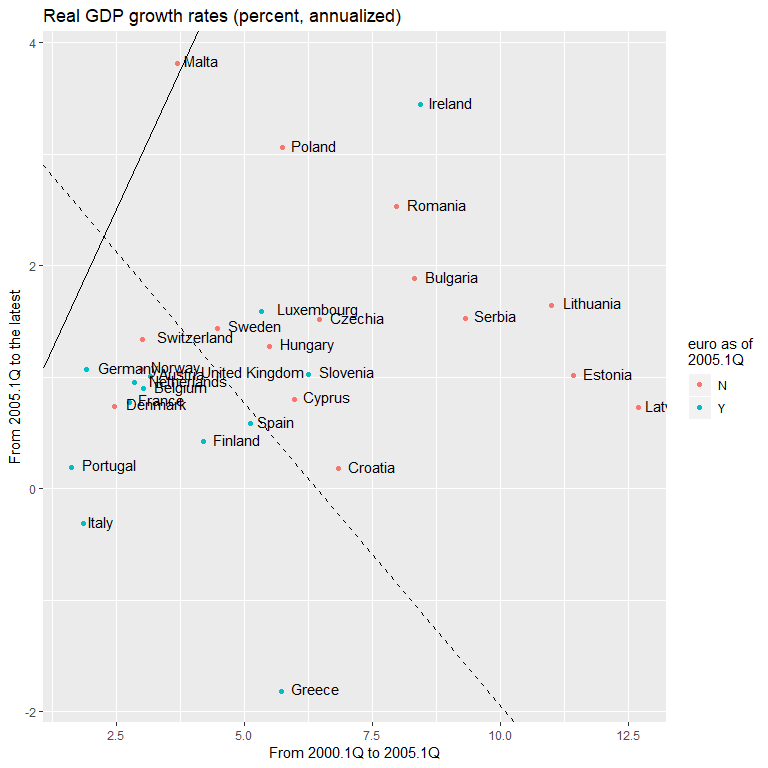 Real GDP growth rates (percent, annualized)
4
Malta
Ireland
Poland
Romania
2
Bulgaria
Lithuania
Luxembourg
Serbia
Czechia
Sweden
Switzerland
Hungary
Germany
Norway
Austria
United Kingdom
Slovenia
Estonia
Netherlands
Belgium
France
Cyprus
Denmark
Latv
Spain
Finland
Portugal
Croatia
0
Italy
Greece
-2
2.5 5.0 7.5 10.0 12.5
From 2000.1Q to 2005.1Q
From 2005.1Q to the latest
euro as of
2005.1Q
N
Y